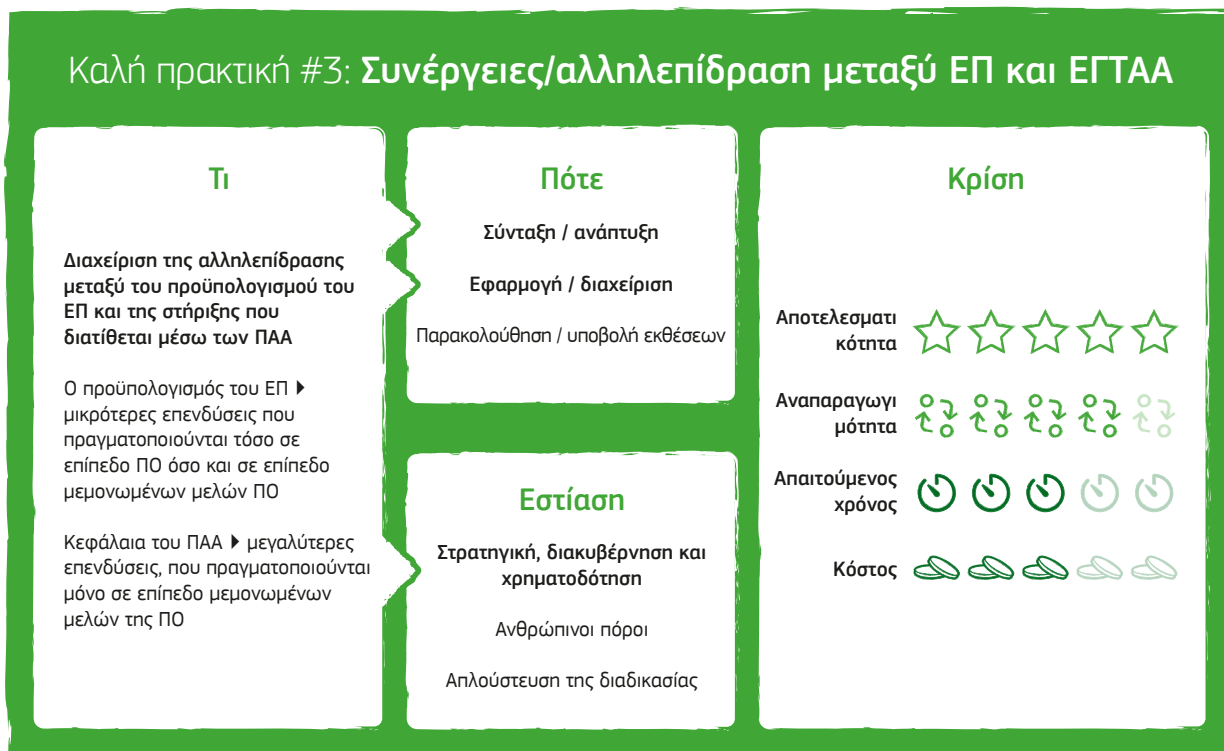 Καλή πρακτική #3: Συνέργειες/αλληλεπίδραση μεταξύ ΕΠ και ΕΓΤΑΑ
Τι
Διαχείριση της αλληλεπίδρασης
μεταξύ του προϋπολογισμού του
ΕΠ και της στήριξης που
διατίθεται μέσω των ΠΑΑ
Ο προϋπολογισμός του ΕΠ ▶
μικρότερες επενδύσεις που
πραγματοποιούνται τόσο σε
επίπεδο ΠΟ όσο και σε επίπεδο
μεμονωμένων μελών ΠΟ
Κεφάλαια του ΠΑΑ ▶ μεγαλύτερες
επενδύσεις, που πραγματοποιούνται
μόνο σε επίπεδο μεμονωμένων
μελών της ΠΟ
Πότε
Σύνταξη / ανάπτυξη
Εφαρμογή / διαχείριση
Παρακολούθηση / υποβολή εκθέσεων
Εστίαση
Στρατηγική, διακυβέρνηση και
χρηματοδότηση
Ανθρώπινοι πόροι
Απλούστευση της διαδικασίας
Κρίση
Αποτελεσματι
κότητα
Αναπαραγωγι
μότητα
Απαιτούμενος
χρόνος
Κόστος